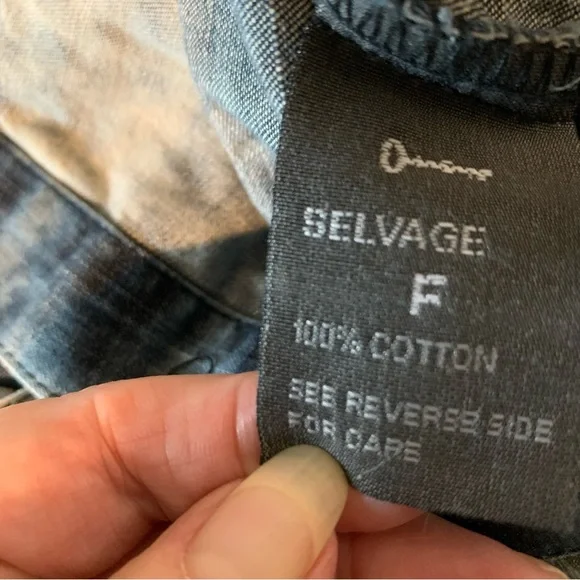 SELVAGE
F
100% COTTON
SEE REVERSE SIDE
FOR CARE